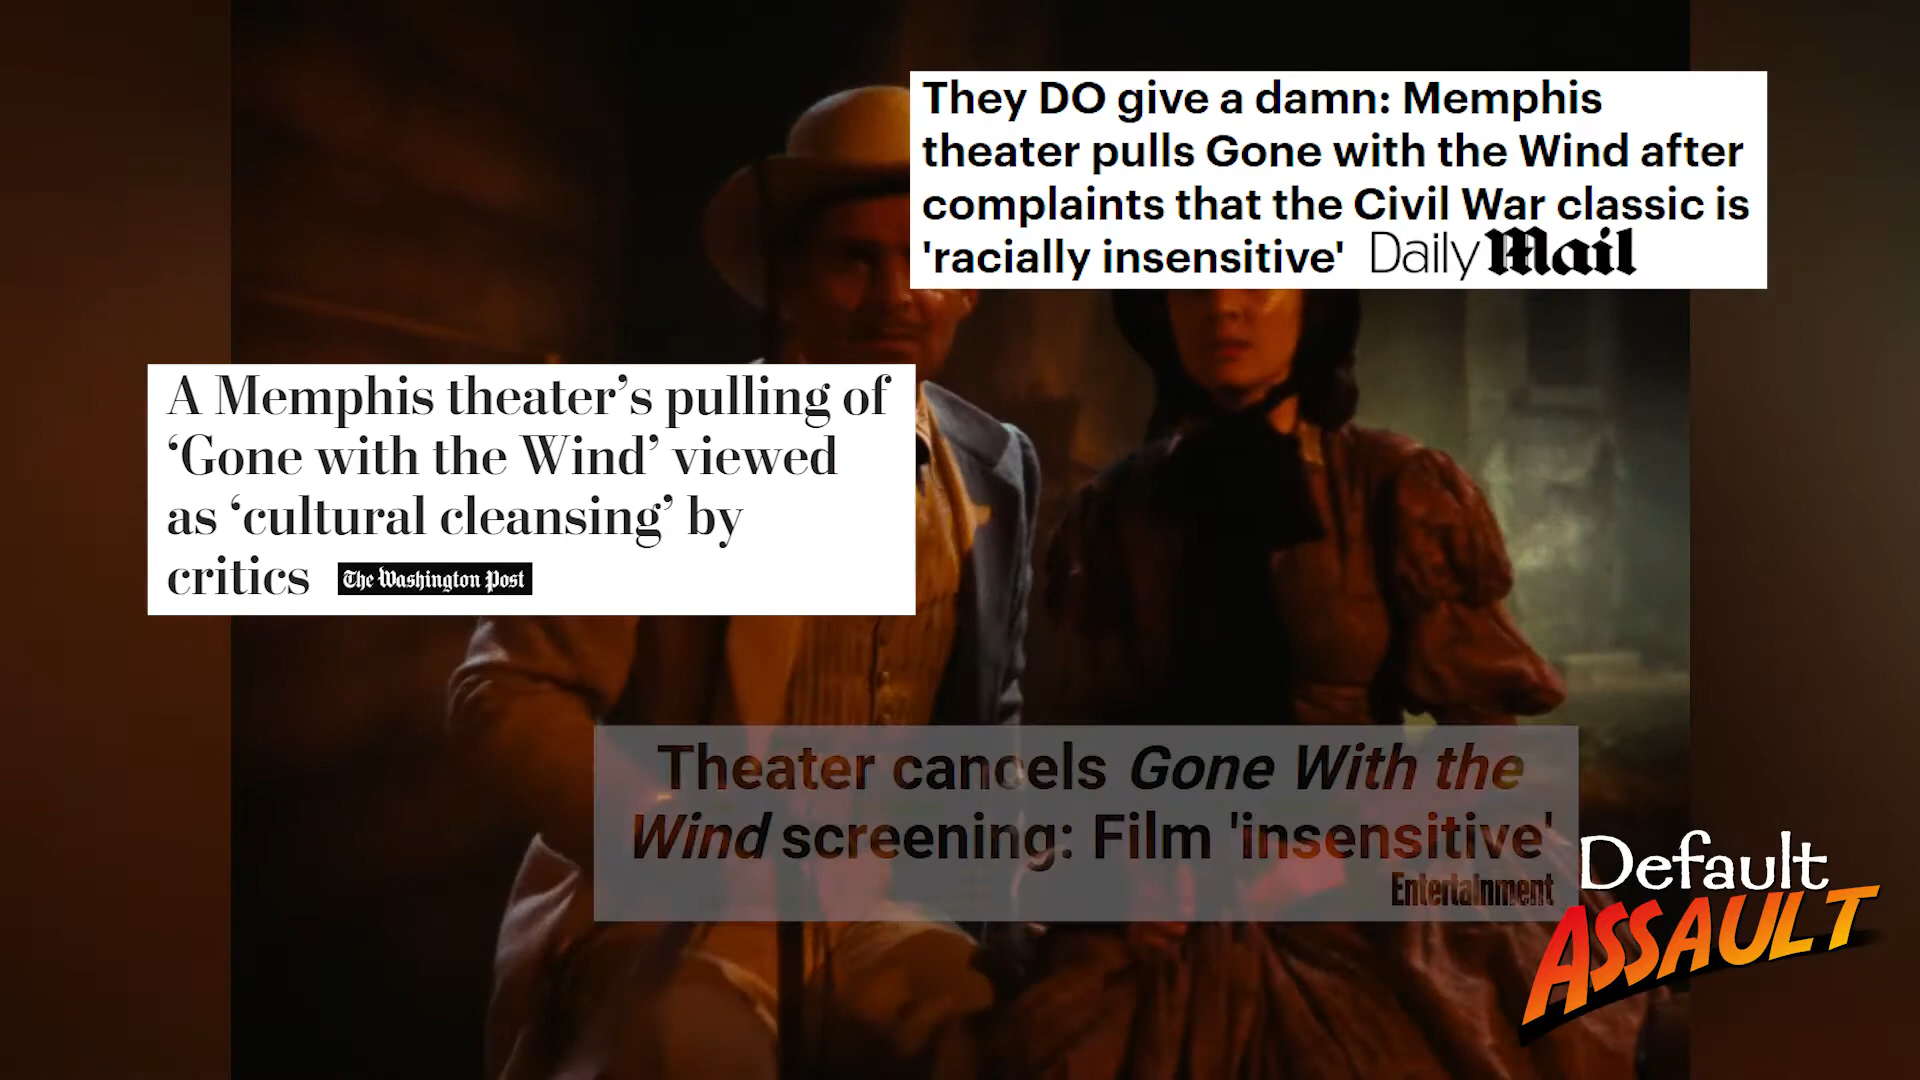 They DO give a damn: Memphis
theater pulls Gone with the Wind after
complaints that the Civil War classic is
'racially insensitive' Daily Mail
A Memphis theater’s pulling of
‘Gone with the Wind’ viewed
as ‘cultural cleansing’ by
critics The Washington Post
Theater cancels Gone With the
Wind screening: Film 'insensitive'
Entertainment
Default
ASSAULT